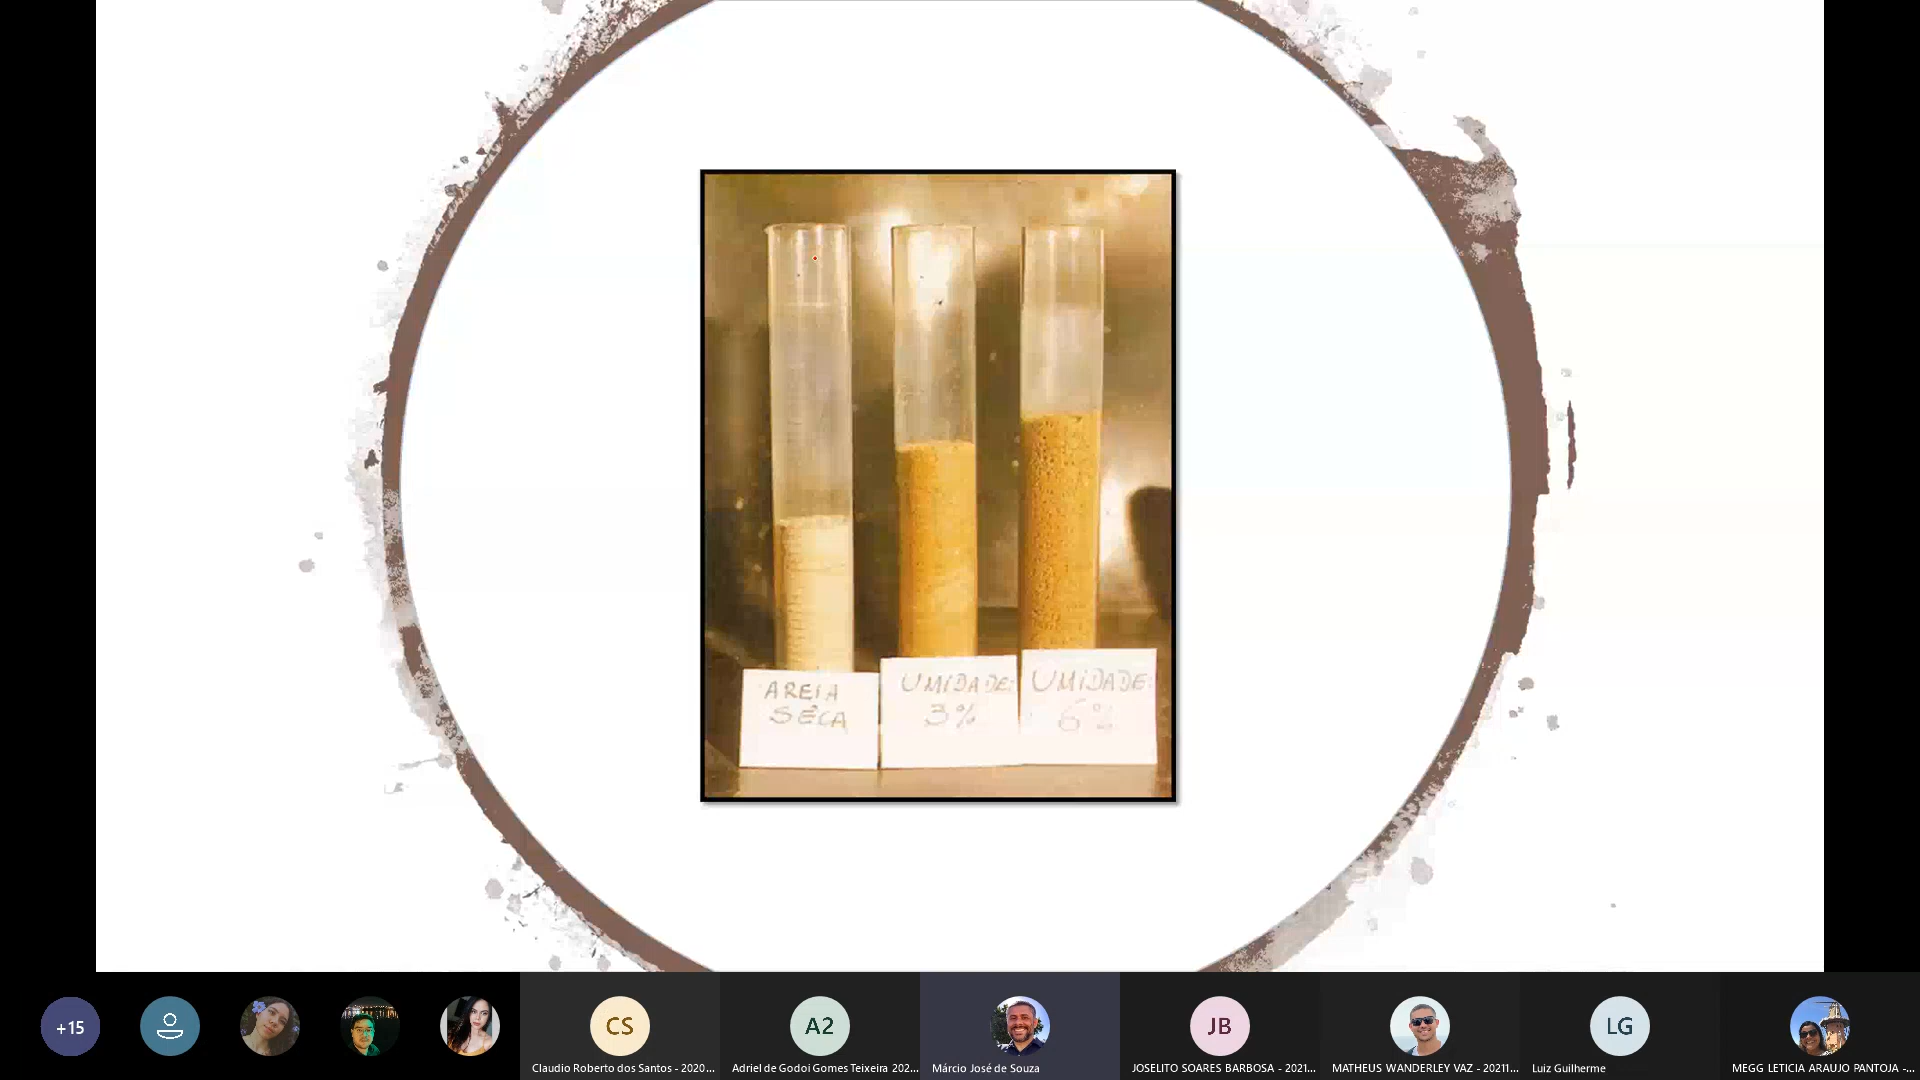 AREIA
SÊCA
UMIDADE:
3%
UMIDADE:
6%
+15
CS
Claudio Roberto dos Santos - 2020...
A2
Adriel de Godoi Gomes Teixeira 202...
Márcio José de Souza
JB
JOSELITO SOARES BARBOSA - 2021...
MATHEUS WANDERLEY VAZ - 20211...
LG
Luiz Guilherme
MEGG LETICIA ARAUJO PANTOJA -...